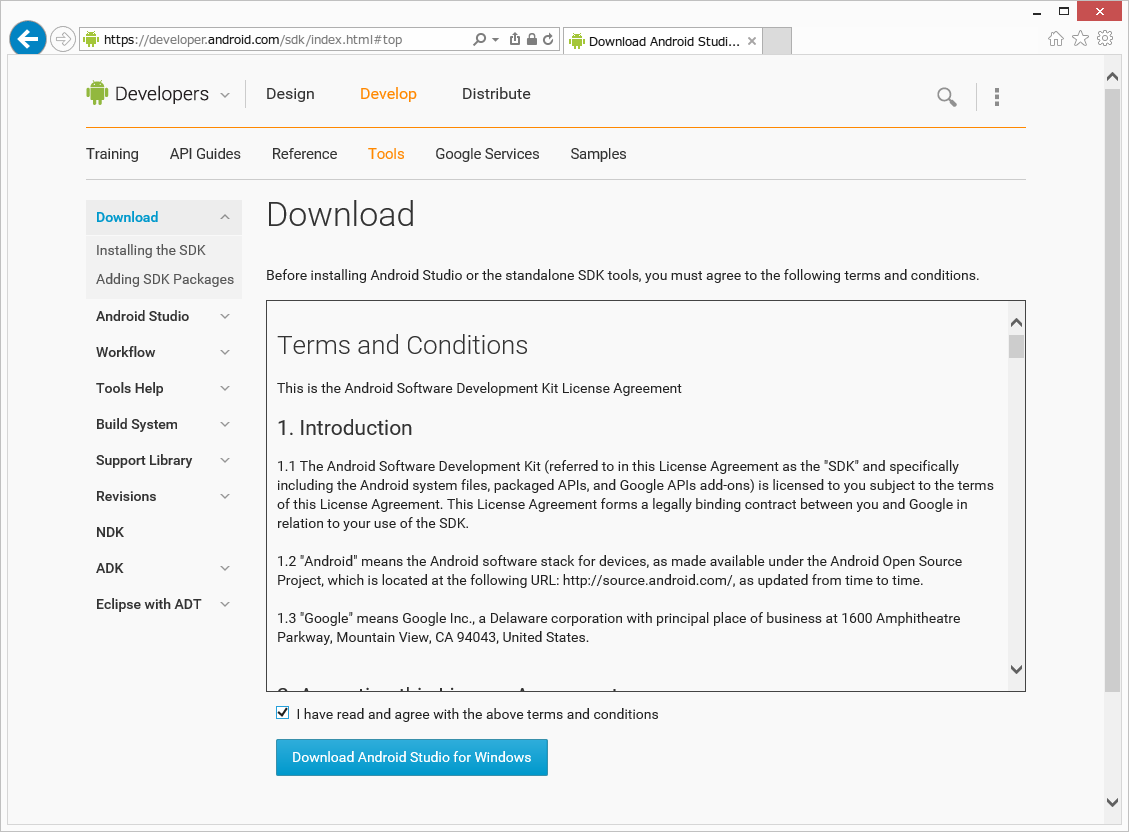 https://developer.android.com/sdk/index.html#top
Download Android Studi...
Developers
Design
Develop
Distribute
Training
API Guides
Reference
Tools
Google Services
Samples
Download
Installing the SDK
Adding SDK Packages
Android Studio
Workflow
Tools Help
Build System
Support Library
Revisions
NDK
ADK
Eclipse with ADT
Download
Before installing Android Studio or the standalone SDK tools, you must agree to the following terms and conditions.
Terms and Conditions
This is the Android Software Development Kit License Agreement
1. Introduction
1.1 The Android Software Development Kit (referred to in this License Agreement as the "SDK" and specifically
including the Android system files, packaged APIs, and Google APIs add-ons) is licensed to you subject to the terms
of this License Agreement. This License Agreement forms a legally binding contract between you and Google in
relation to your use of the SDK.
1.2 "Android" means the Android software stack for devices, as made available under the Android Open Source
Project, which is located at the following URL: http://source.android.com/, as updated from time to time.
1.3 "Google" means Google Inc., a Delaware corporation with principal place of business at 1600 Amphitheatre
Parkway, Mountain View, CA 94043, United States.
I have read and agree with the above terms and conditions
Download Android Studio for Windows